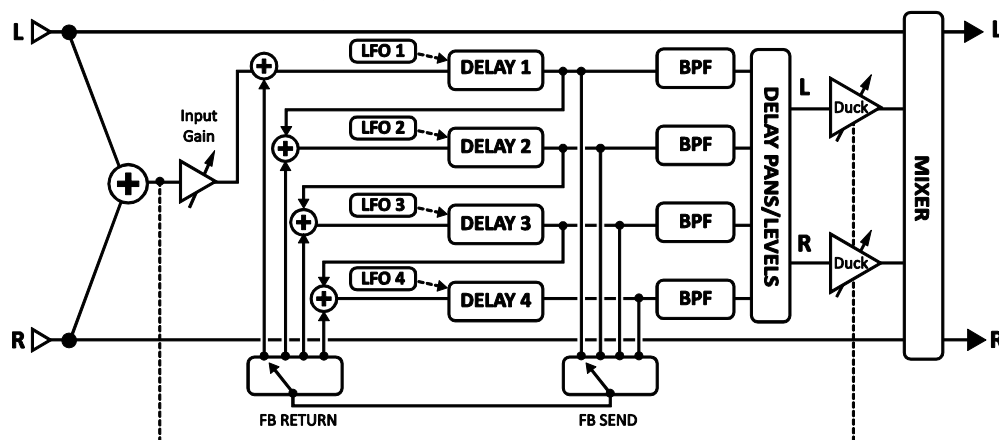 L
L
LFO 1
+
DELAY 1
BPF
L
Duck
Input
Gain
LFO 2
+
DELAY 2
BPF
DELAY PANS/LEVELS
MIXER
+
LFO 3
+
DELAY 3
BPF
R
Duck
LFO 4
+
DELAY 4
BPF
R
R
FB RETURN
FB SEND